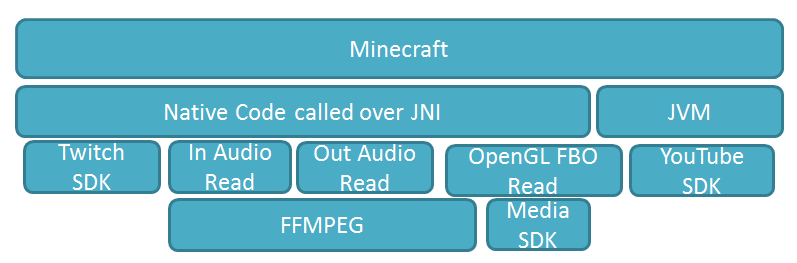 Minecraft
Native Code called over JNI
JVM
Twitch
SDK
In Audio
Read
Out Audio
Read
OpenGL FBO
Read
YouTube
SDK
FFMPEG
Media
SDK